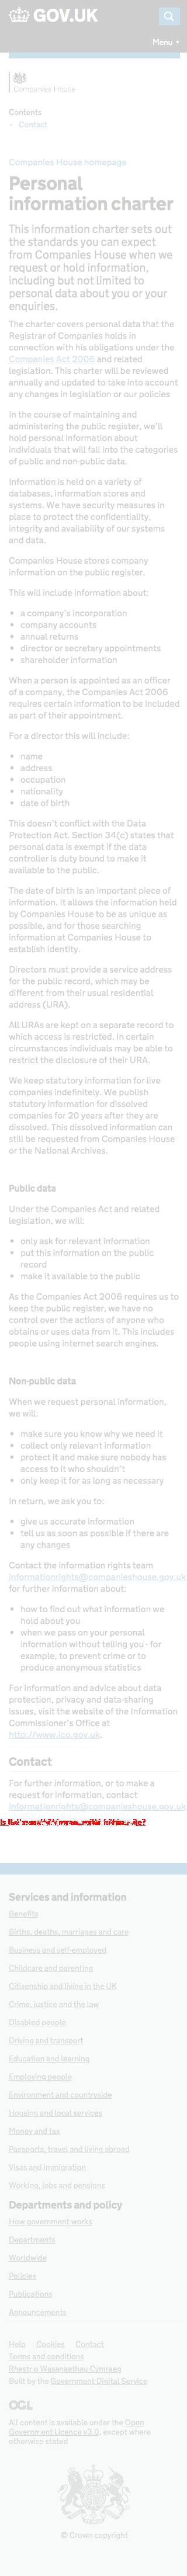 GOV.UK
Menu
Companies House
Contents
- Contact
Companies House homepage
Personal
information charter
This information charter sets out
the standards you can expect
from Companies House when we
request or hold information,
including but not limited to
personal data about you or your
enquiries.
The charter covers personal data that the
Registrar of Companies holds in
connection with his obligations under the
Companies Act 2006 and related
legislation. This charter will be reviewed
annually and updated to take into account
any changes in legislation or our policies
In the course of maintaining and
administering the public register, we'll
hold personal information about
individuals that will fall into the categories
of public and non-public data.
Information is held on a variety of
databases, information stores and
systems. We have security measures in
place to protect the confidentiality,
integrity and availability of our systems
and data.
Companies House stores company
information on the public register.
This will include information about:
• a company's incorporation
• company accounts
• annual returns
• director or secretary appointments
• shareholder information
When a person is appointed as an officer
of a company, the Companies Act 2006
requires certain information to be included
as part of their appointment.
For a director this will include:
• name
• address
• occupation
• nationality
• date of birth
This doesn't conflict with the Data
Protection Act. Section 34(c) states that
personal data is exempt if the data
controller is duty bound to make it
available to the public.
The date of birth is an important piece of
information. It allows the information held
by Companies House to be as unique as
possible, and for those searching
information at Companies House to
establish identity.
Directors must provide a service address
for the public record, which may be
different from their usual residential
address (URA).
All URAs are kept on a separate record to
which access is restricted. In certain
circumstances individuals may be able to
restrict the disclosure of their URA.
We keep statutory information for live
companies indefinitely. We publish
statutory information for dissolved
companies for 20 years after they are
dissolved. This dissolved information can
still be requested from Companies House
or the National Archives.
Public data
Under the Companies Act and related
legislation, we will:
• only ask for relevant information
• put this information on the public
record
• make it available to the public
As the Companies Act 2006 requires us to
keep the public register, we have no
control over the actions of anyone who
obtains or uses data from it. This includes
people using internet search engines.
Non-public data
When we request personal information,
we will:
• make sure you know why we need it
• collect only relevant information
• protect it and make sure nobody has
access to it who shouldn't
• only keep it for as long as necessary
In return, we ask you to:
• give us accurate information
• tell us as soon as possible if there are
any changes
Contact the information rights team
informationrights@companieshouse.gov.uk
for further information about:
• how to find out what information we
hold about you
• when we pass on your personal
information without telling you - for
example, to prevent crime or to
produce anonymous statistics
For information and advice about data
protection, privacy and data-sharing
issues, visit the website of the Information
Commissioner's Office at
http://www.ico.gov.uk.
Contact
For further information, or to make a
request for information, contact
informationrights@companieshouse.gov.uk
Services and information
Benefits
Births, deaths, marriages and care
Business and self-employed
Childcare and parenting
Citizenship and living in the UK
Crime, justice and the law
Disabled people
Driving and transport
Education and learning
Employing people
Environment and countryside
Housing and local services
Money and tax
Passports, travel and living abroad
Visas and immigration
Working, jobs and pensions
Departments and policy
How government works
Departments
Worldwide
Policies
Publications
Announcements
Help Cookies Contact
Terms and conditions
Rhestr o Wasanaethau Cymraeg
Built by the Government Digital Service
OGL
All content is available under the Open
Government Licence v3.0, except where
otherwise stated
© Crown copyright